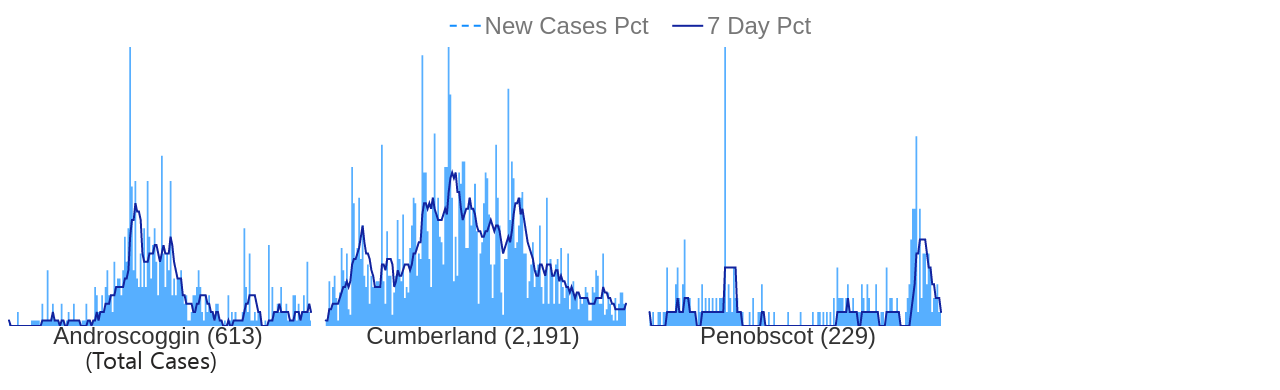 New Cases Pct 7 Day Pct
Androscoggin (613) Cumberland (2,191) Penobscot (229)
(Total Cases)